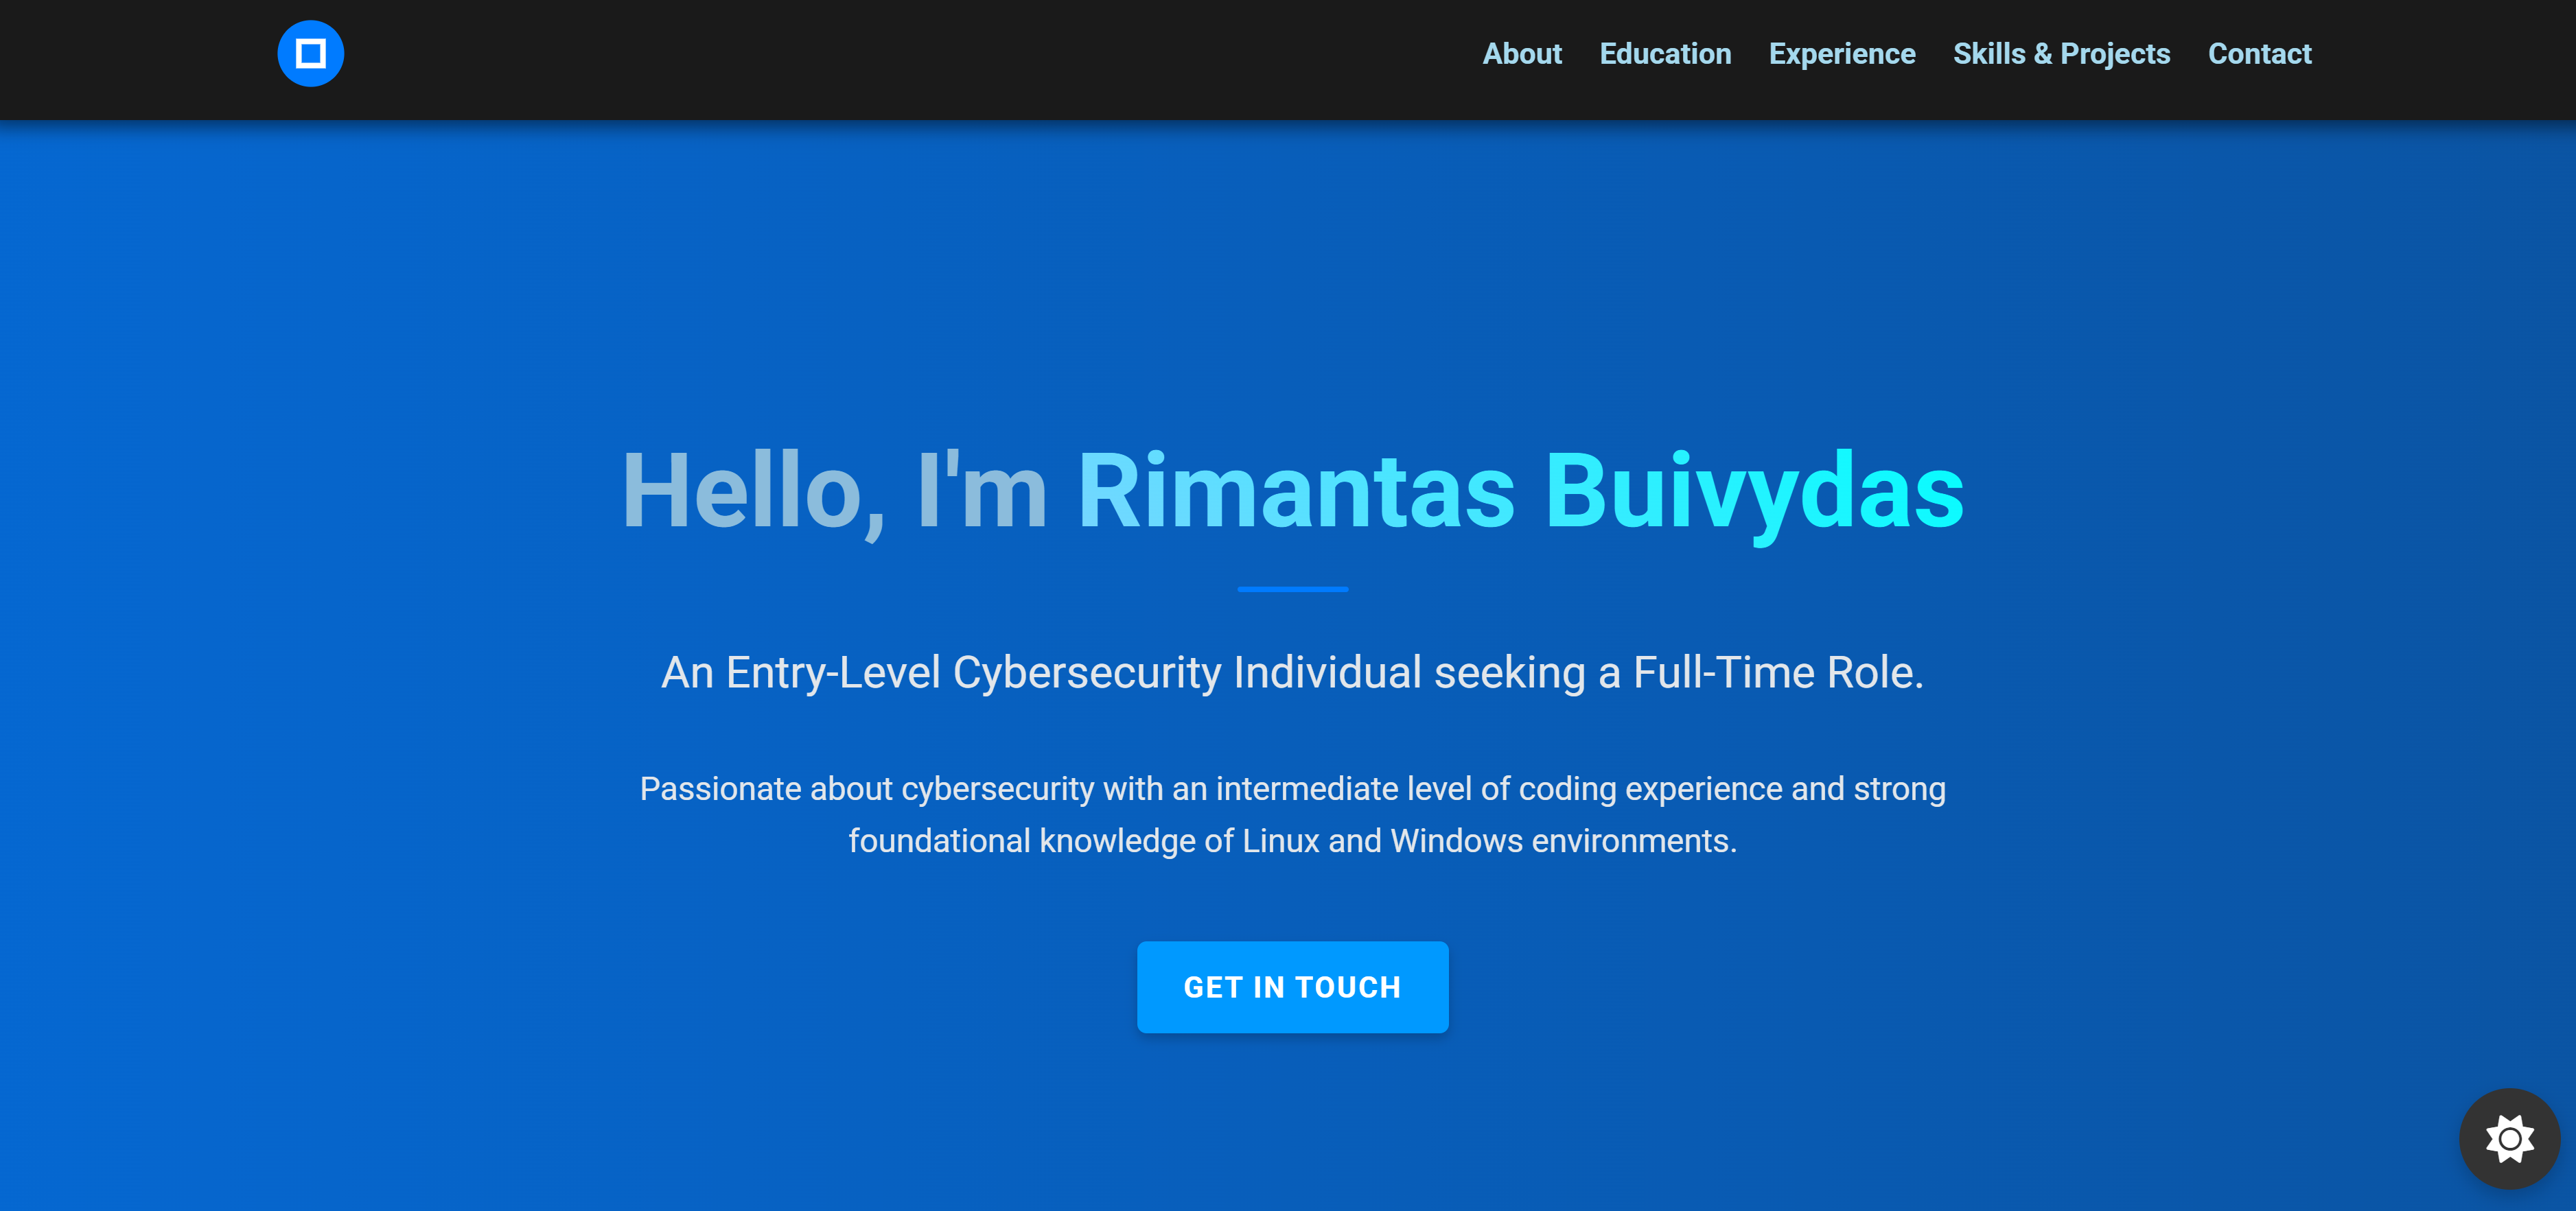 About Education Experience Skills & Projects Contact
Hello, I'm Rimantas Buivydas
An Entry-Level Cybersecurity Individual seeking a Full-Time Role.
Passionate about cybersecurity with an intermediate level of coding experience and strong
foundational knowledge of Linux and Windows environments.
GET IN TOUCH